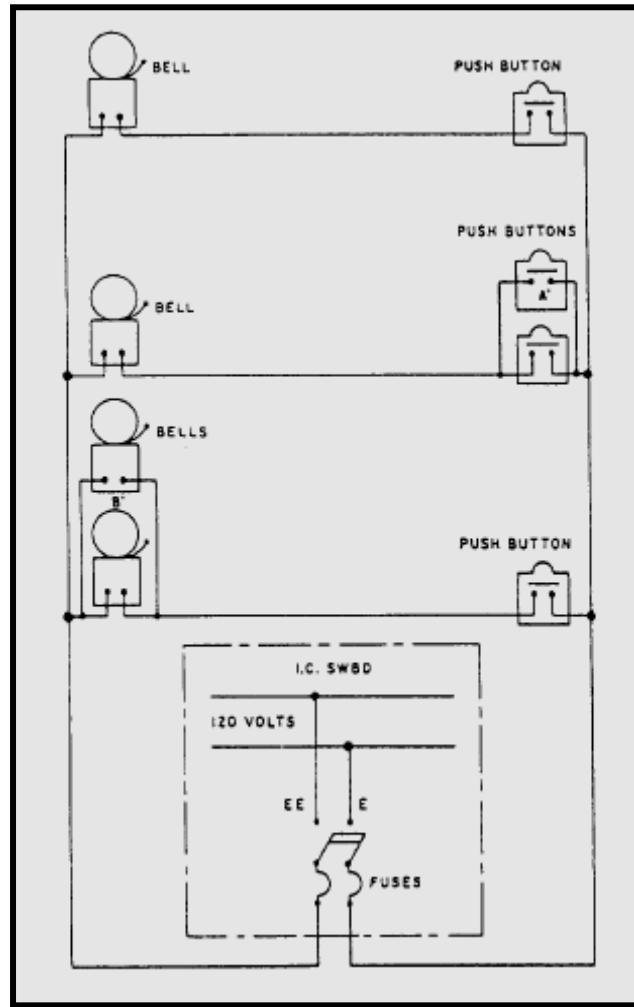 BELL
PUSH BUTTON
PUSH BUTTONS
A'
BELL
BELLS
B'
PUSH BUTTON
I.C. SWBD
120 VOLTS
EE E
FUSES